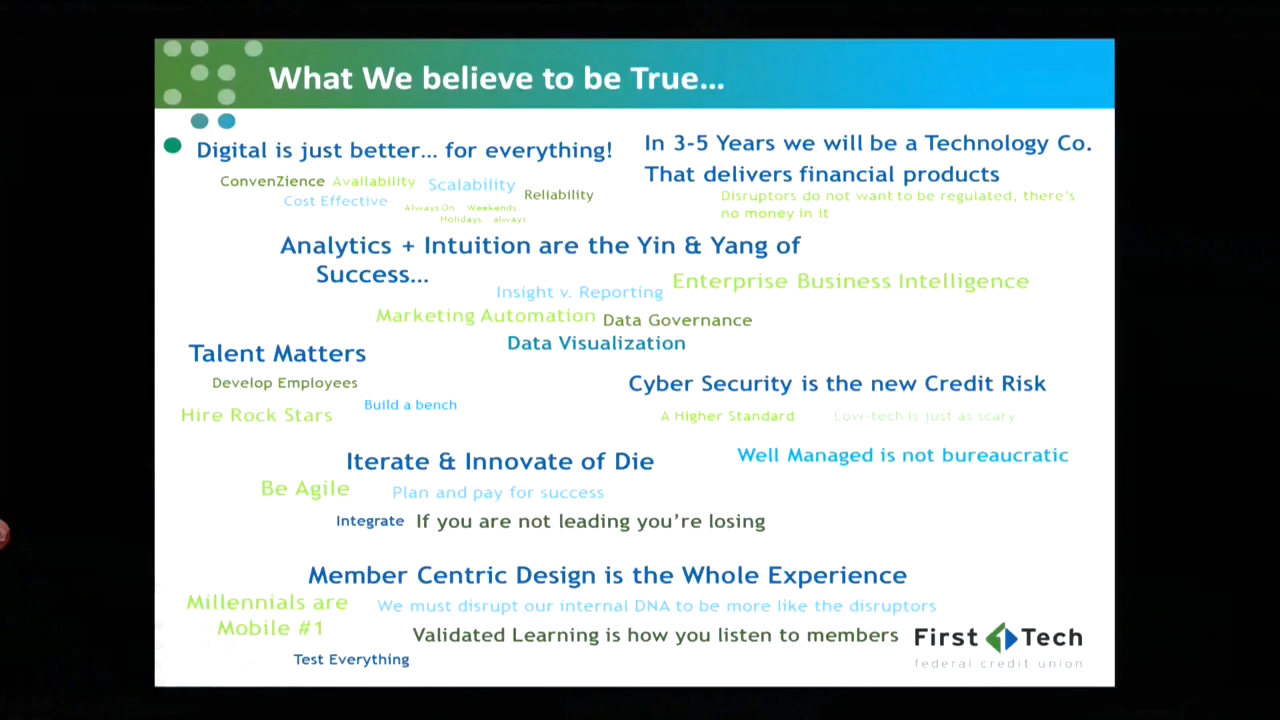 What We believe to be True...
Digital is just better... for everything!
ConvenZience Availability Scalability Reliability
Cost Effective
Always On Weekends
Holidays always
In 3-5 Years we will be a Technology Co.
That delivers financial products
Disruptors do not want to be regulated, there's
no money in it
Analytics + Intuition are the Yin & Yang of
Success...
Insight v. Reporting
Enterprise Business Intelligence
Marketing Automation Data Governance
Data Visualization
Talent Matters
Develop Employees
Build a bench
Hire Rock Stars
Cyber Security is the new Credit Risk
A Higher Standard
Low-tech is just as scary
Well Managed is not bureaucratic
Iterate & Innovate of Die
Be Agile
Plan and pay for success
Integrate If you are not leading you're losing
Member Centric Design is the Whole Experience
Millennials are
Mobile #1
We must disrupt our internal DNA to be more like the disruptors
Validated Learning is how you listen to members
Test Everything
First 1 Tech
federal credit union